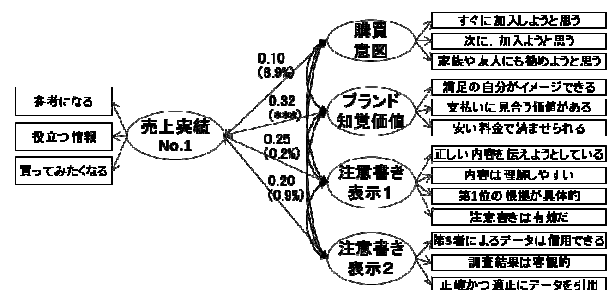 参考になる
役立つ情報
買ってみたくなる
売上実績
No.1
0.10
(8.9%)
0.32
(***)
0.25
(0.2%)
0.20
(0.9%)
購買
意図
ブランド
知覚価値
注意書き
表示1
注意書き
表示2
すぐに加入しようと思う
次に、加入ようと思う
家族や友人にも勧めようと思う
満足の自分がイメージできる
支払いに見合う価値がある
安い料金で済ませられる
正しい内容を伝えようとしている
内容は理解しやすい
第1位の根拠が具体的
注意書きは有効だ
第3者によるデータは信用できる
調査結果は客観的
正確かつ適正にデータを引用